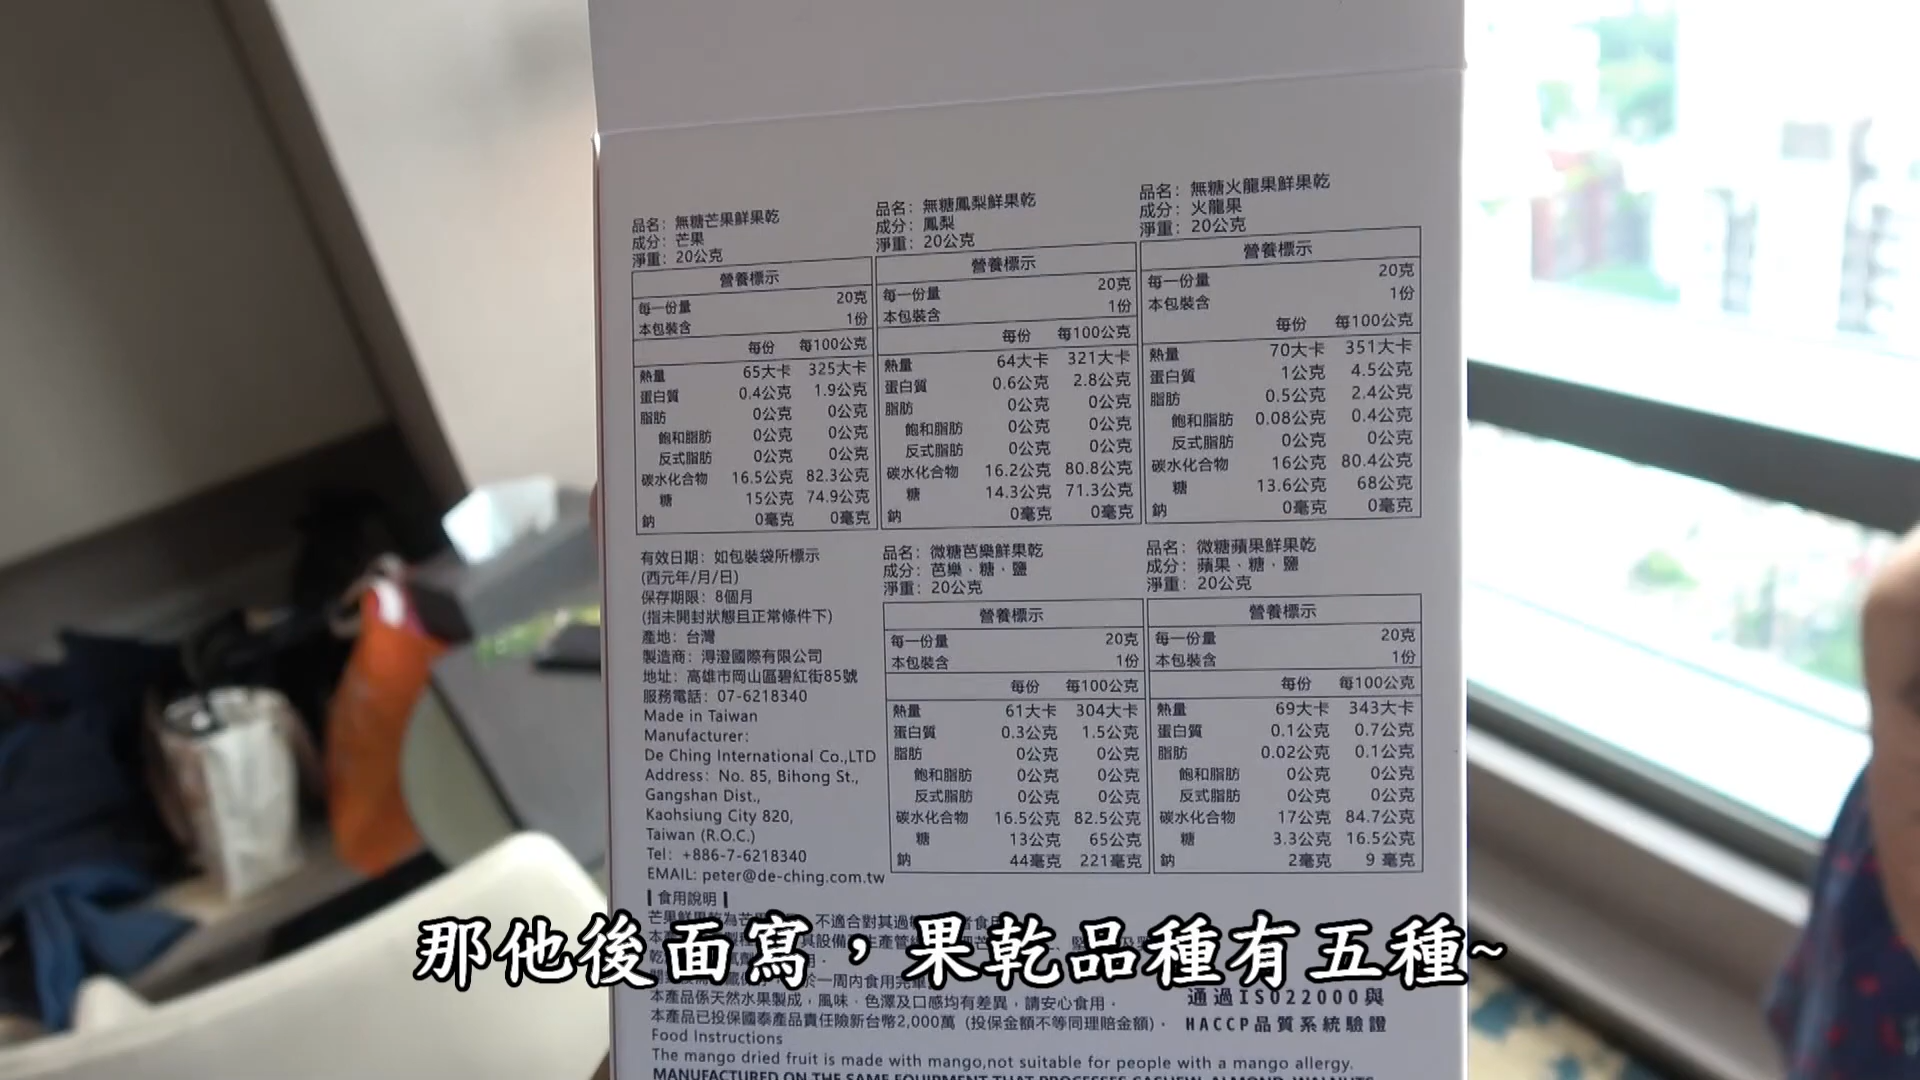 品名：無糖芒果鮮果乾
成分：芒果
淨重：20公克
營養標示
每一份量 20克
本包裝含 1份
每份 每100公克
熱量 65大卡 325大卡
蛋白質 0.4公克 1.9公克
脂肪 0公克 0公克
飽和脂肪 0公克 0公克
反式脂肪 0公克 0公克
碳水化合物 16.5公克 82.3公克
糖 15公克 74.9公克
鈉 0毫克 0毫克
品名：無糖鳳梨鮮果乾
成分：鳳梨
淨重：20公克
營養標示
每一份量 20克
本包裝含 1份
每份 每100公克
熱量 64大卡 321大卡
蛋白質 0.6公克 2.8公克
脂肪 0公克 0公克
飽和脂肪 0公克 0公克
反式脂肪 0公克 0公克
碳水化合物 16.2公克 80.8公克
糖 14.3公克 71.3公克
鈉 0毫克 0毫克
品名：無糖火龍果鮮果乾
成分：火龍果
淨重：20公克
營養標示
每一份量 20克
本包裝含 1份
每份 每100公克
熱量 70大卡 351大卡
蛋白質 1公克 4.5公克
脂肪 0.5公克 2.4公克
飽和脂肪 0.08公克 0.4公克
反式脂肪 0公克 0公克
碳水化合物 16公克 80.4公克
糖 13.6公克 68公克
鈉 0毫克 0毫克
有效日期：如包裝袋所標示
(西元年/月/日)
保存期限：8個月
(指未開封狀態且正常條件下)
產地：台灣
製造商：淂澄國際有限公司
地址：高雄市岡山區碧紅街85號
服務電話：07-6218340
Made in Taiwan
Manufacturer:
De Ching International Co.,LTD
Address: No. 85, Bihong St.,
Gangshan Dist.,
Kaohsiung City 820,
Taiwan (R.O.C.)
Tel: +886-7-6218340
EMAIL: peter@de-ching.com.tw
品名：微糖芭樂鮮果乾
成分：芭樂、糖、鹽
淨重：20公克
營養標示
每一份量 20克
本包裝含 1份
每份 每100公克
熱量 61大卡 304大卡
蛋白質 0.3公克 1.5公克
脂肪 0公克 0公克
飽和脂肪 0公克 0公克
反式脂肪 0公克 0公克
碳水化合物 16.5公克 82.5公克
糖 13公克 65公克
鈉 44毫克 221毫克
品名：微糖蘋果鮮果乾
成分：蘋果、糖、鹽
淨重：20公克
營養標示
每一份量 20克
本包裝含 1份
每份 每100公克
熱量 69大卡 343大卡
蛋白質 0.1公克 0.7公克
脂肪 0.02公克 0.1公克
飽和脂肪 0公克 0公克
反式脂肪 0公克 0公克
碳水化合物 17公克 84.7公克
糖 3.3公克 16.5公克
鈉 2毫克 9 毫克
食用說明
不適合對其過
那他後面寫，果乾品種有五種~
一周內食用完畢
本產品係天然水果製成，風味、色澤及口感均有差異，請安心食用。
本產品已投保國泰產品責任險新台幣2,000萬 (投保金額不等同理賠金額)。
通過ISO22000與
HACCP品質系統驗證
Food Instructions
The mango dried fruit is made with mango,not suitable for people with a mango allergy.
MANUFACTURED ON THE SAME EQUIPMENT THAT PROCESSES CASHEW, ALMOND, WALNUTS